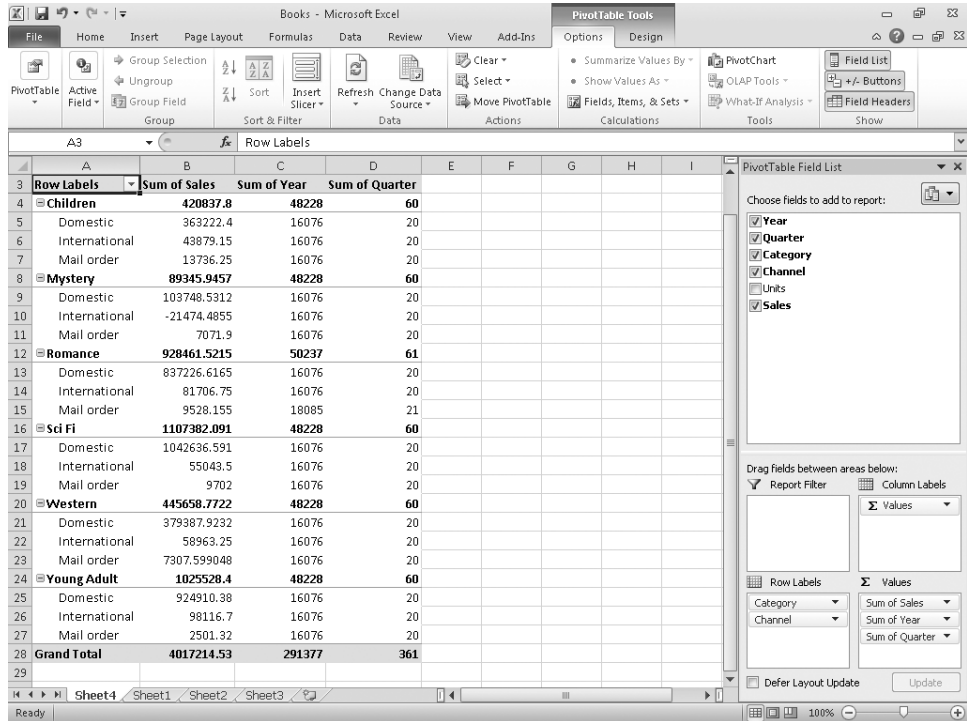 Books - Microsoft Excel
PivotTable Tools
File Home Insert Page Layout Formulas Data Review View Add-Ins Options Design
PivotTable
Active Field
Group Selection
Ungroup
Group Field
Group
Sort
Insert Slicer
Sort & Filter
Refresh
Change Data Source
Data
Clear
Select
Move PivotTable
Actions
Summarize Values By
Show Values As
Fields, Items, & Sets
Calculations
PivotChart
OLAP Tools
What-If Analysis
Tools
Field List
+/- Buttons
Field Headers
Show
A3 fx Row Labels
A B C D E F G H I
3 Row Labels Sum of Sales Sum of Year Sum of Quarter
4 Children 420837.8 48228 60
5 Domestic 363222.4 16076 20
6 International 43879.15 16076 20
7 Mail order 13736.25 16076 20
8 Mystery 89345.9457 48228 60
9 Domestic 103748.5312 16076 20
10 International -21474.4855 16076 20
11 Mail order 7071.9 16076 20
12 Romance 928461.5215 50237 61
13 Domestic 837226.6165 16076 20
14 International 81706.75 16076 20
15 Mail order 9528.155 18085 21
16 Sci Fi 1107382.091 48228 60
17 Domestic 1042636.591 16076 20
18 International 55043.5 16076 20
19 Mail order 9702 16076 20
20 Western 445658.7722 48228 60
21 Domestic 379387.9232 16076 20
22 International 58963.25 16076 20
23 Mail order 7307.599048 16076 20
24 Young Adult 1025528.4 48228 60
25 Domestic 924910.38 16076 20
26 International 98116.7 16076 20
27 Mail order 2501.32 16076 20
28 Grand Total 4017214.53 291377 361
29
PivotTable Field List
Choose fields to add to report:
Year
Quarter
Category
Channel
Units
Sales
Drag fields between areas below:
Report Filter
Column Labels
Σ Values
Row Labels
Σ Values
Category
Channel
Sum of Sales
Sum of Year
Sum of Quarter
Defer Layout Update
Update
Sheet4 Sheet1 Sheet2 Sheet3
Ready
100%